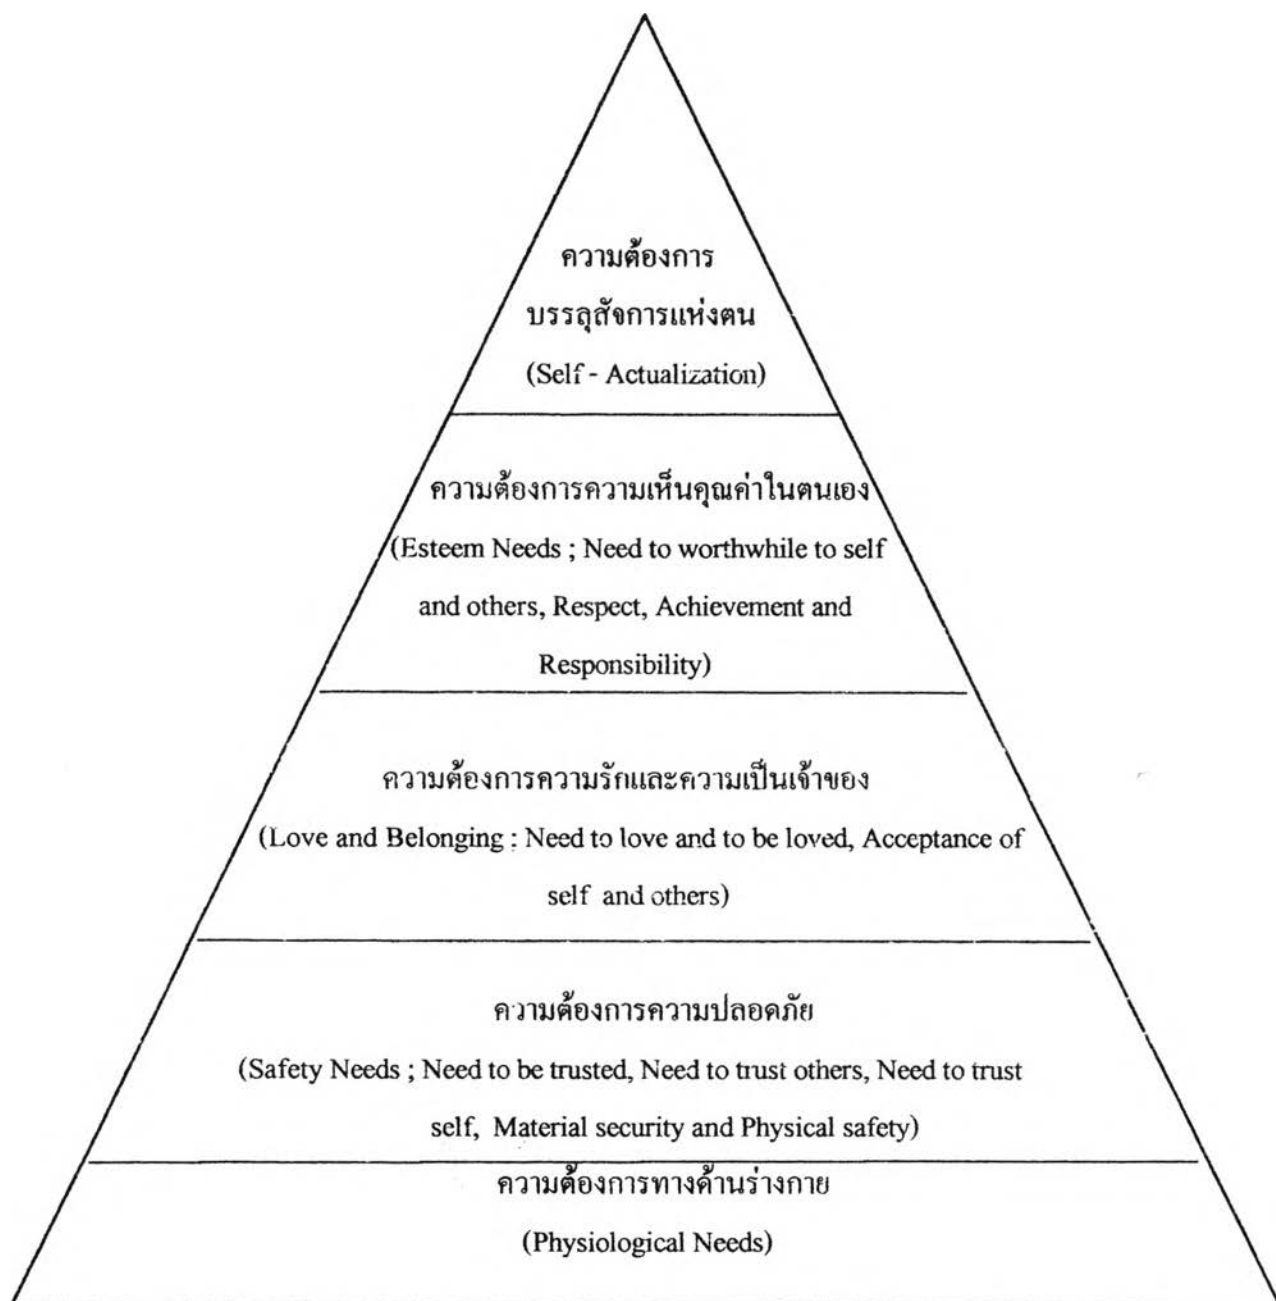 ความต้องการ
บรรลุสัจการแห่งตน
(Self - Actualization)
ความต้องการความเห็นคุณค่าในตนเอง
(Esteem Needs ; Need to worthwhile to self
and others, Respect, Achievement and
Responsibility)
ความต้องการความรักและความเป็นเจ้าของ
(Love and Belonging : Need to love and to be loved, Acceptance of
self and others)
ความต้องการความปลอดภัย
(Safety Needs ; Need to be trusted, Need to trust others, Need to trust
self, Material security and Physical safety)
ความต้องการทางด้านร่างกาย
(Physiological Needs)